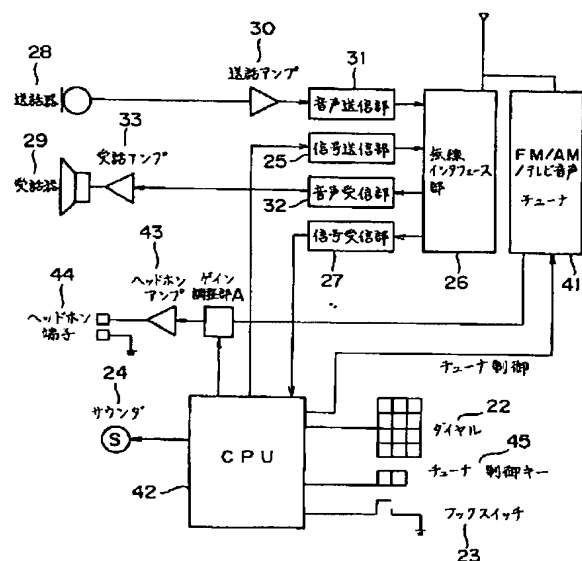 30
28
送話アンプ
31
送話器
音声送信部
33
29
受話アンプ
信号送信部
25
無線
インタフェース
部
FM/AM
/テレビ音声
チューナ
受話器
音声受信部
32
43
信号受信部
44
ヘッドホン
アンプ
ゲイン
調整部A
27
26
41
ヘッドホン
端子
24
チューナ制御
サウンダ
22
S
CPU
ダイヤル
45
42
チューナ制御キー
フックスイッチ
23